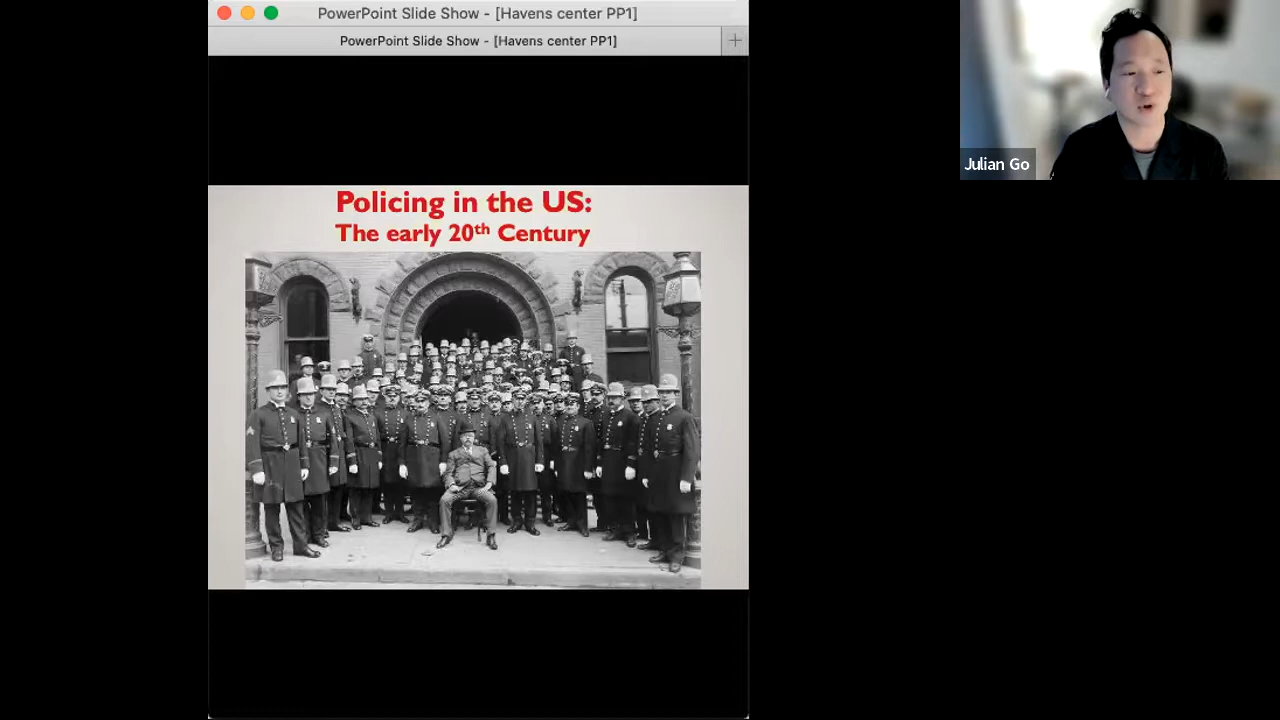 PowerPoint Slide Show - [Havens center PP1]
PowerPoint Slide Show - [Havens center PP1]
Julian Go
Policing in the US:
The early 20th Century